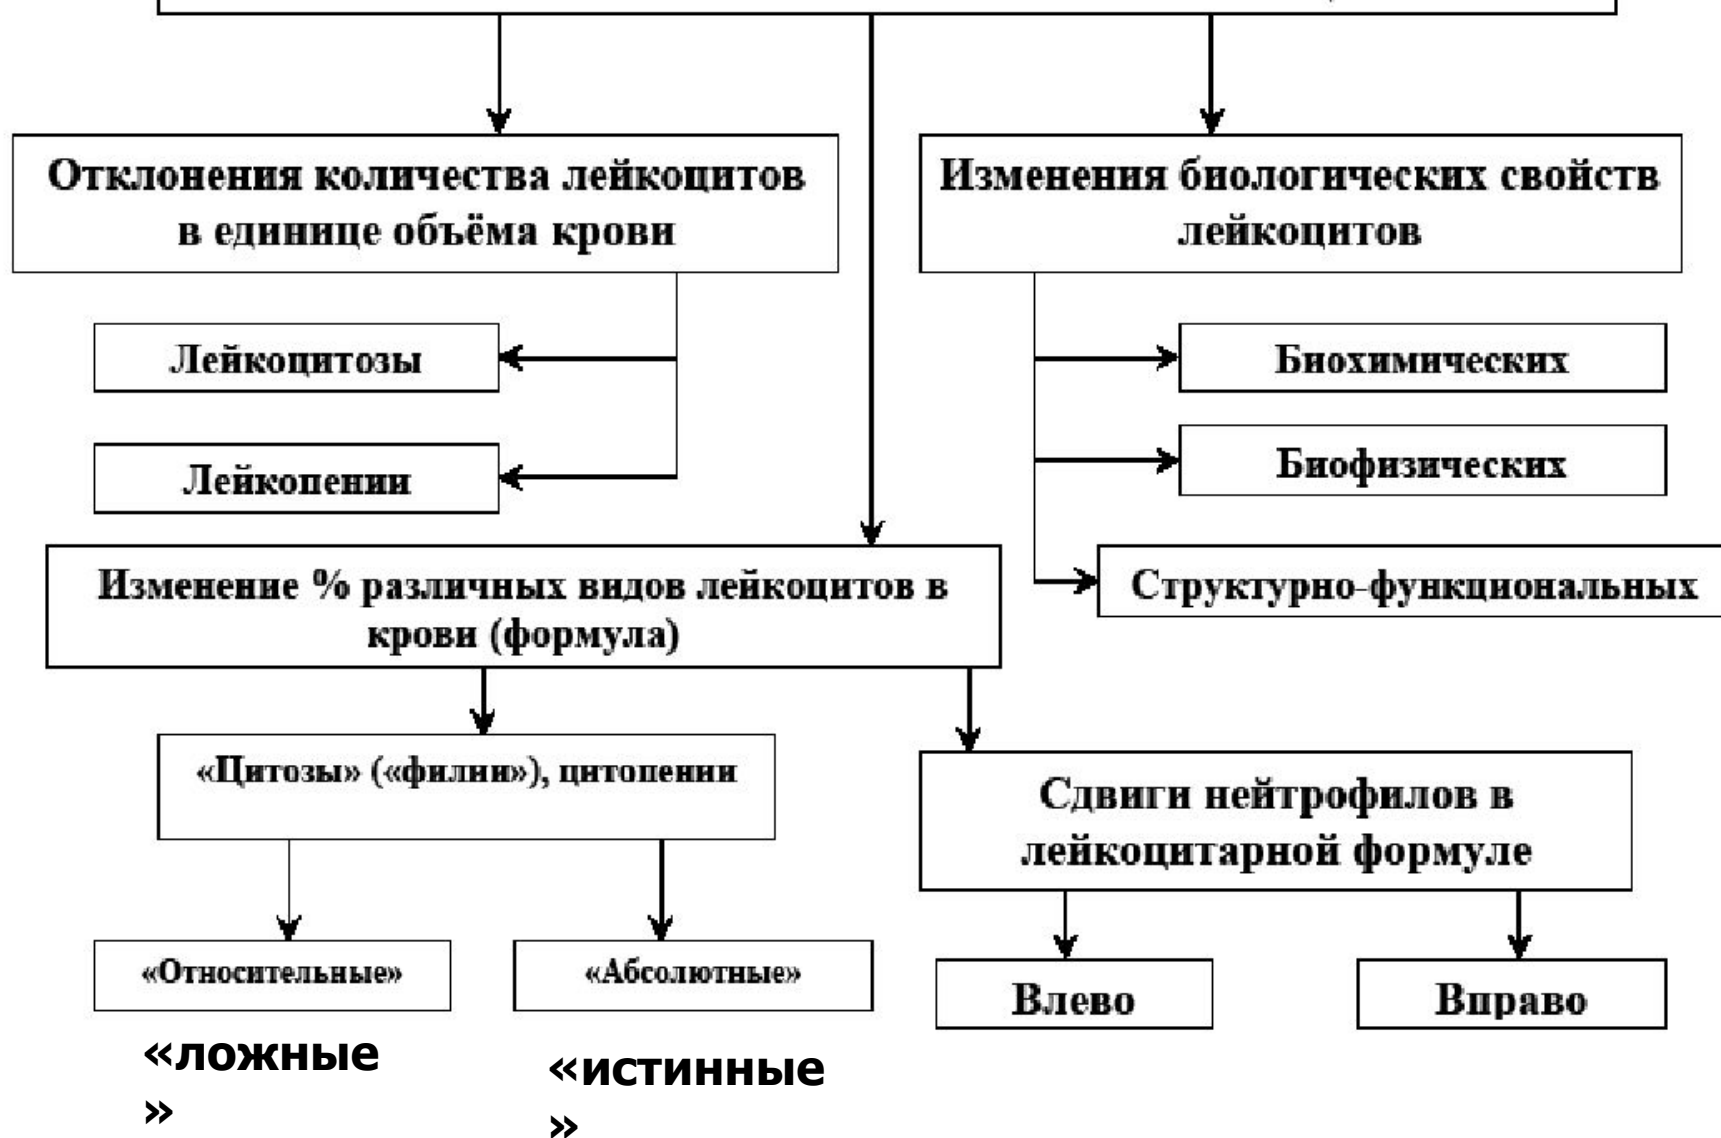 Отклонения количества лейкоцитов
в единице объёма крови
Изменения биологических свойств
лейкоцитов
Лейкоцитозы
Лейкопении
Биохимических
Биофизических
Структурно-функциональных
Изменение % различных видов лейкоцитов в
крови (формула)
«Цитозы» («филии»), цитопении
Сдвиги нейтрофилов в
лейкоцитарной формуле
«Относительные»
«Абсолютные»
Влево
Вправо
«ложные
»
«истинные
»